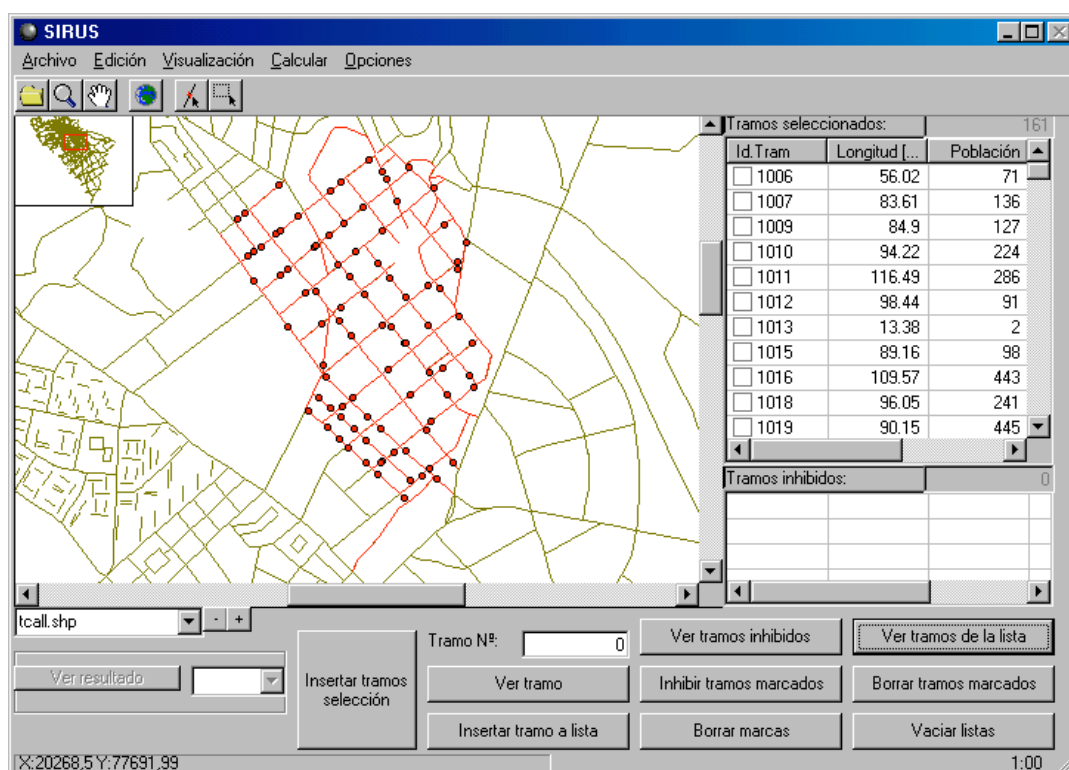 SIRUS
Archivo Edición Visualización Calcular Opciones
Tramos seleccionados: 161
Id.Tram Longitud [... Población
1006 56.02 71
1007 83.61 136
1009 84.9 127
1010 94.22 224
1011 116.49 286
1012 98.44 91
1013 13.38 2
1015 89.16 98
1016 109.57 443
1018 96.05 241
1019 90.15 445
Tramos inhibidos: 0
tcall.shp - +
Ver resultado
Insertar tramos selección
Tramo Nº: 0
Ver tramo
Insertar tramo a lista
Ver tramos inhibidos
Inhibir tramos marcados
Borrar marcas
Ver tramos de la lista
Borrar tramos marcados
Vaciar listas
X:20268,5 Y:77691,99 1:00